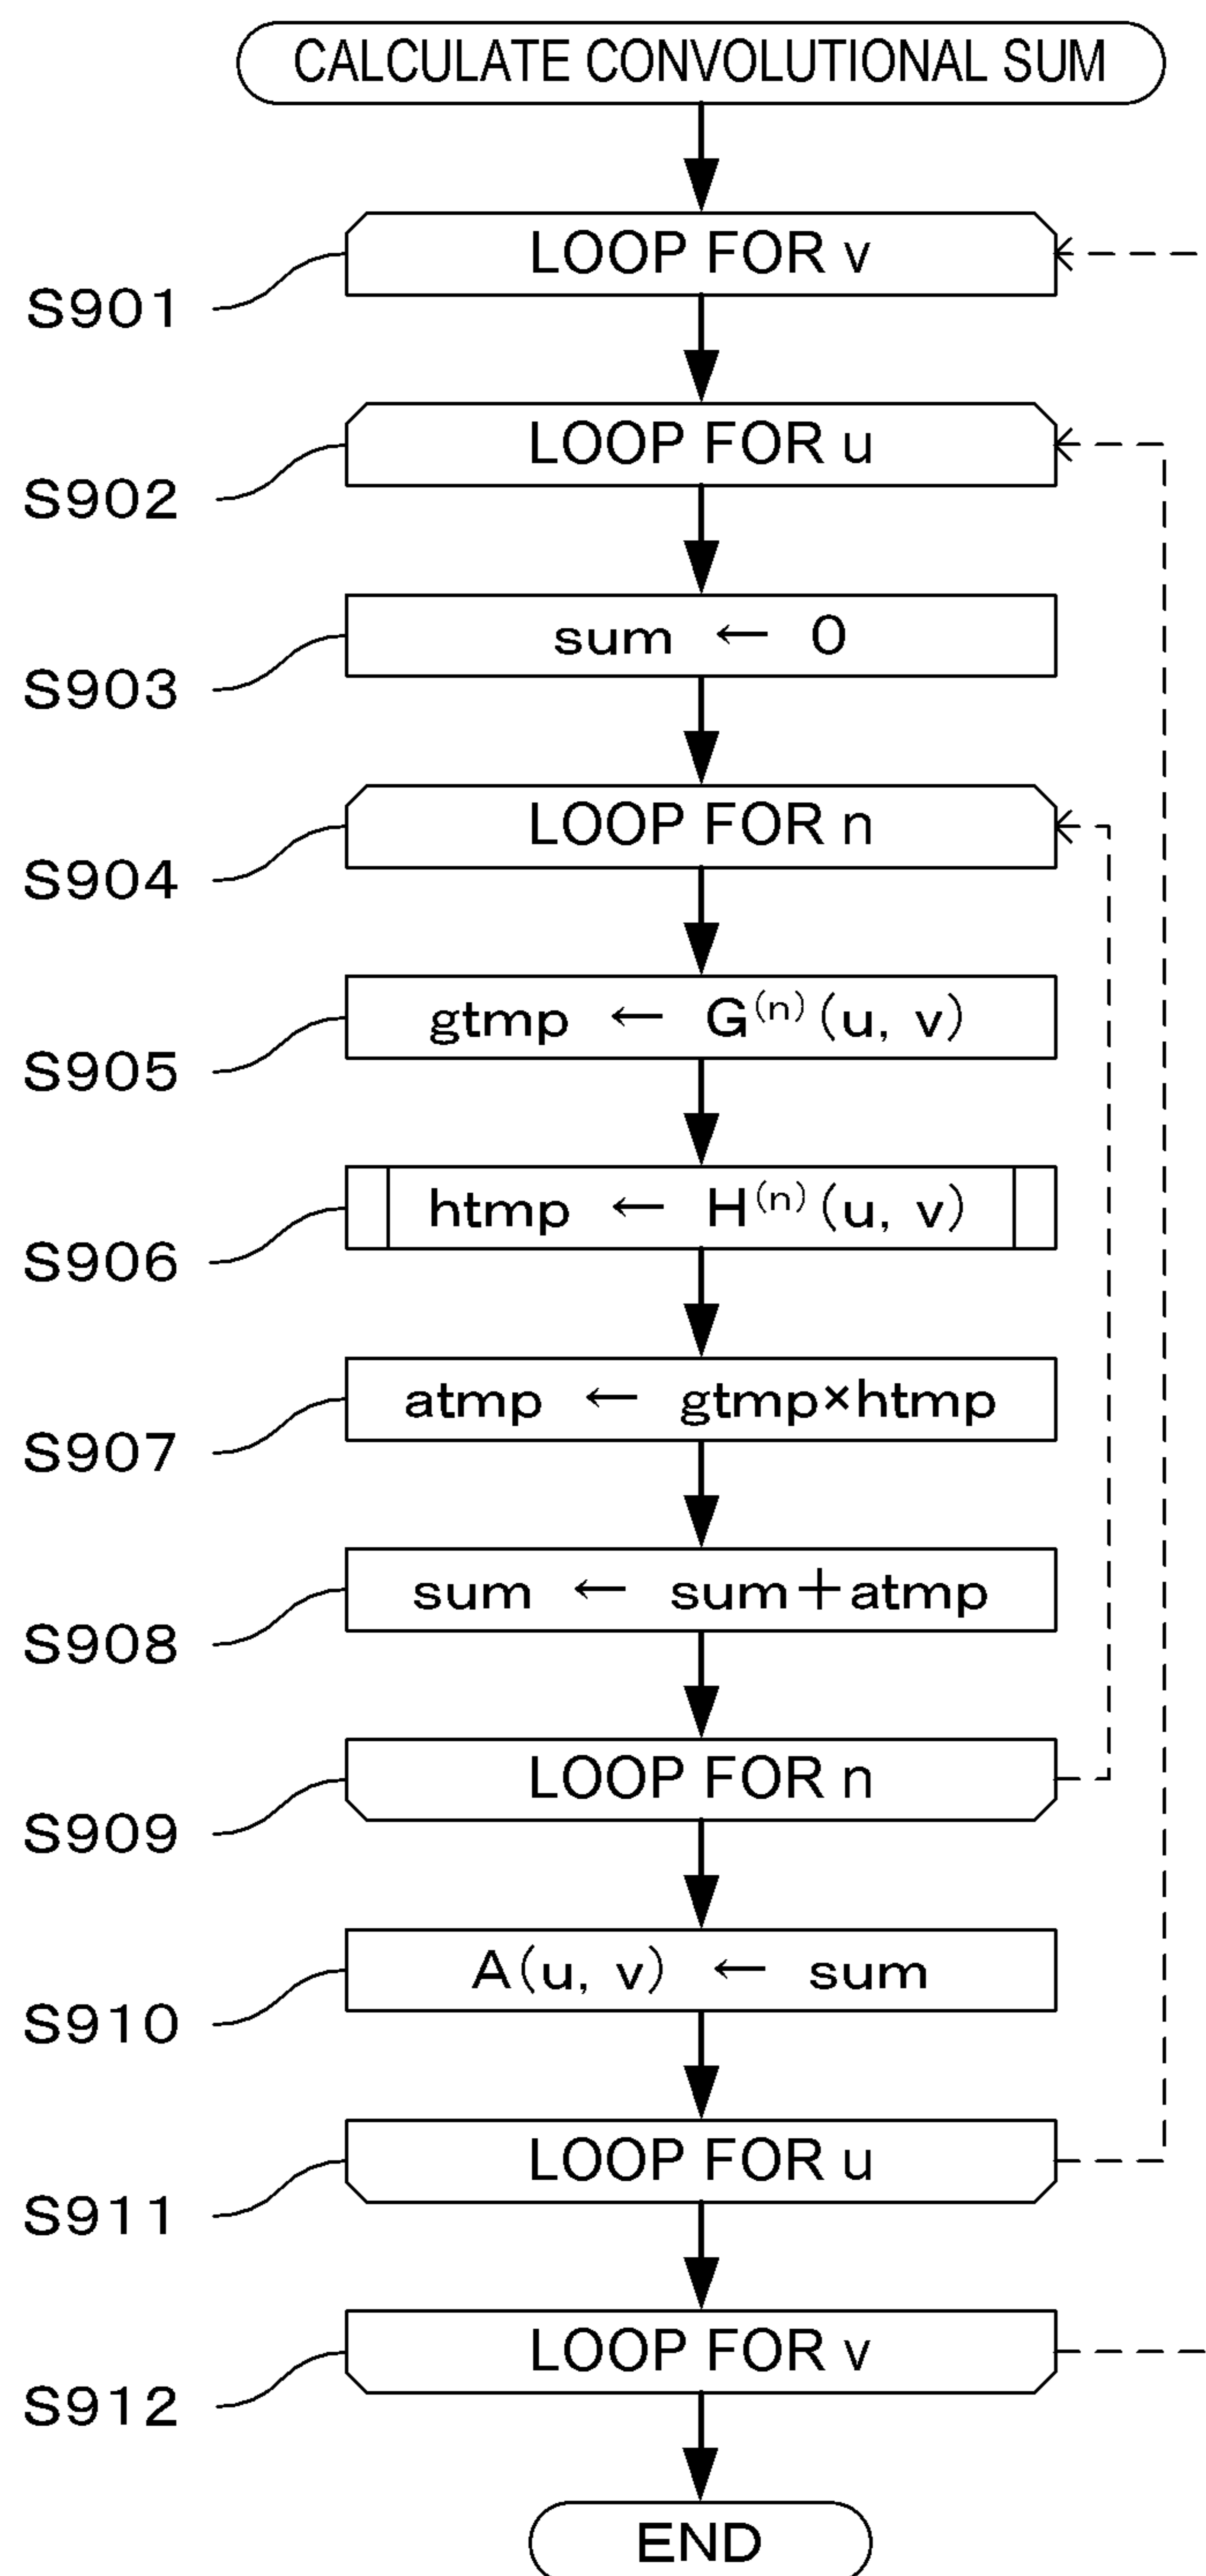 CALCULATE CONVOLUTIONAL SUM
LOOP FOR v
S901
LOOP FOR u
S902
sum ← 0
S903
LOOP FOR n
S904
gtmp ← G⁽ⁿ⁾(u, v)
S905
htmp ← H⁽ⁿ⁾(u, v)
S906
atmp ← gtmp×htmp
S907
sum ← sum+atmp
S908
LOOP FOR n
S909
A(u, v) ← sum
S910
LOOP FOR u
S911
LOOP FOR v
S912
END